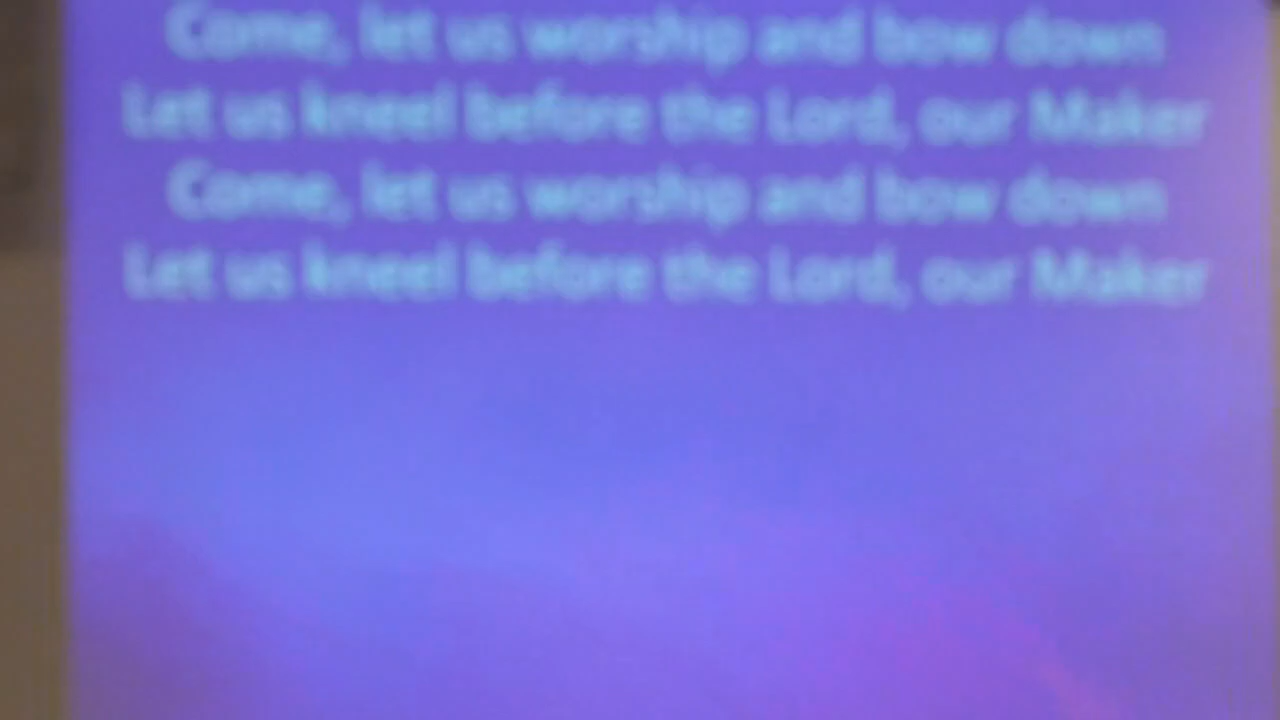 Come, let us worship and bow down
Let us kneel before the Lord, our Maker
Come, let us worship and bow down
Let us kneel before the Lord, our Maker